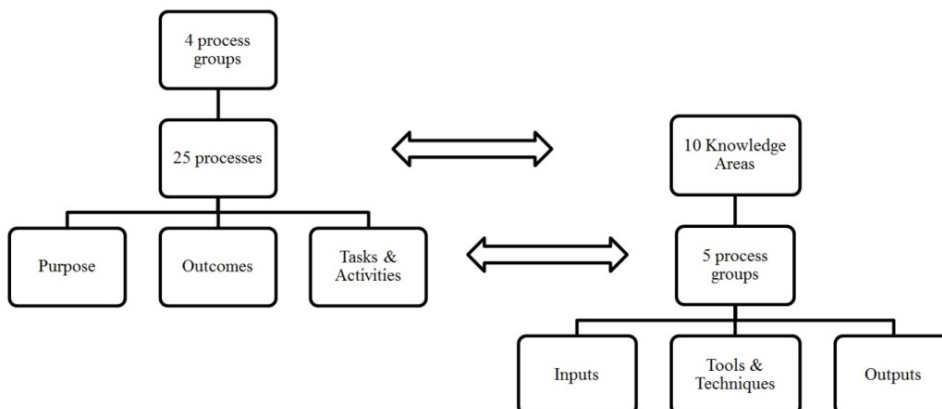 4 process
groups
25 processes
Purpose
Outcomes
Tasks &
Activities
10 Knowledge
Areas
5 process
groups
Inputs
Tools &
Techniques
Outputs